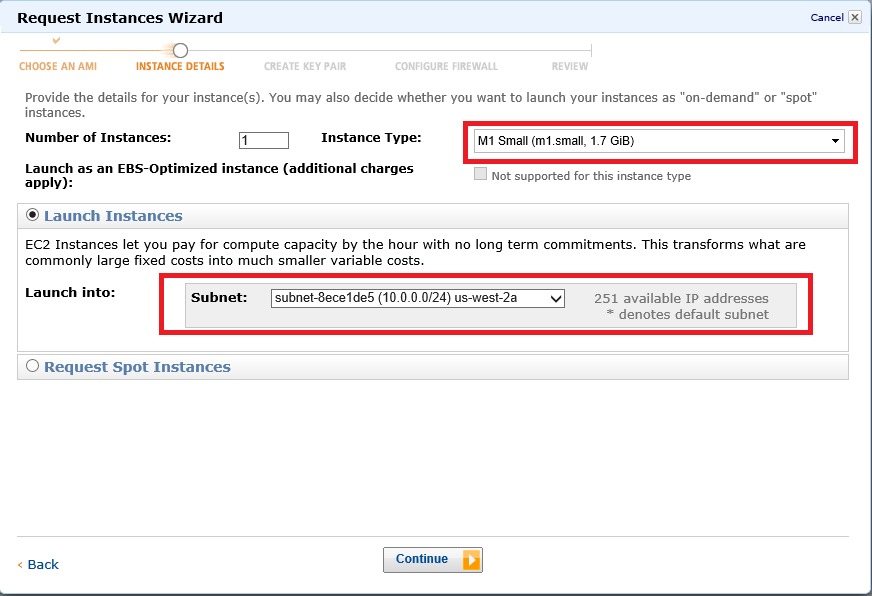 Request Instances Wizard
Cancel
CHOOSE AN AMI
INSTANCE DETAILS
CREATE KEY PAIR
CONFIGURE FIREWALL
REVIEW
Provide the details for your instance(s). You may also decide whether you want to launch your instances as "on-demand" or "spot"
instances.
Number of Instances: 1 Instance Type: M1 Small (m1.small, 1.7 GiB)
Launch as an EBS-Optimized instance (additional charges
apply):
Not supported for this instance type
Launch Instances
EC2 Instances let you pay for compute capacity by the hour with no long term commitments. This transforms what are
commonly large fixed costs into much smaller variable costs.
Launch into: Subnet: subnet-8ece1de5 (10.0.0.0/24) us-west-2a 251 available IP addresses
* denotes default subnet
Request Spot Instances
< Back
Continue